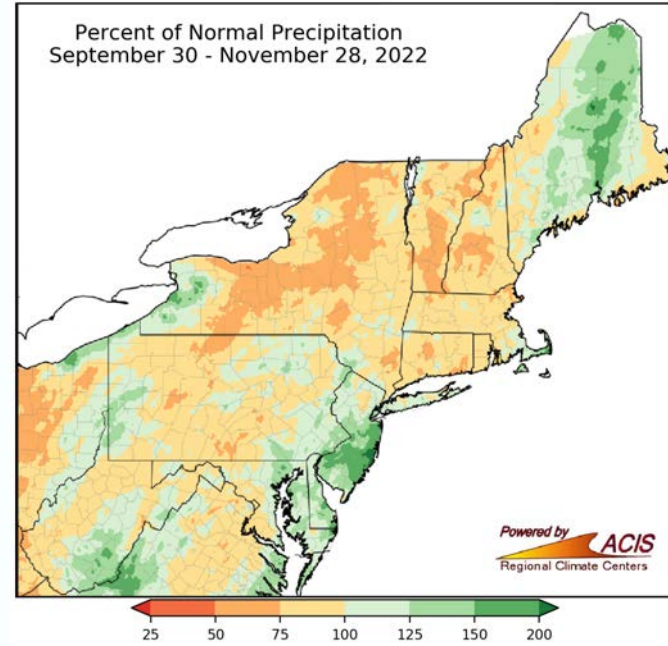 Percent of Normal Precipitation
September 30 - November 28, 2022
Powered by
ACIS
Regional Climate Centers
25 50 75 100 125 150 200